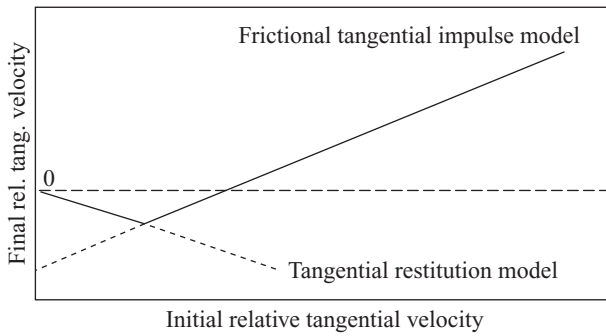 Frictional tangential impulse model
Final rel. tang. velocity
0
Tangential restitution model
Initial relative tangential velocity